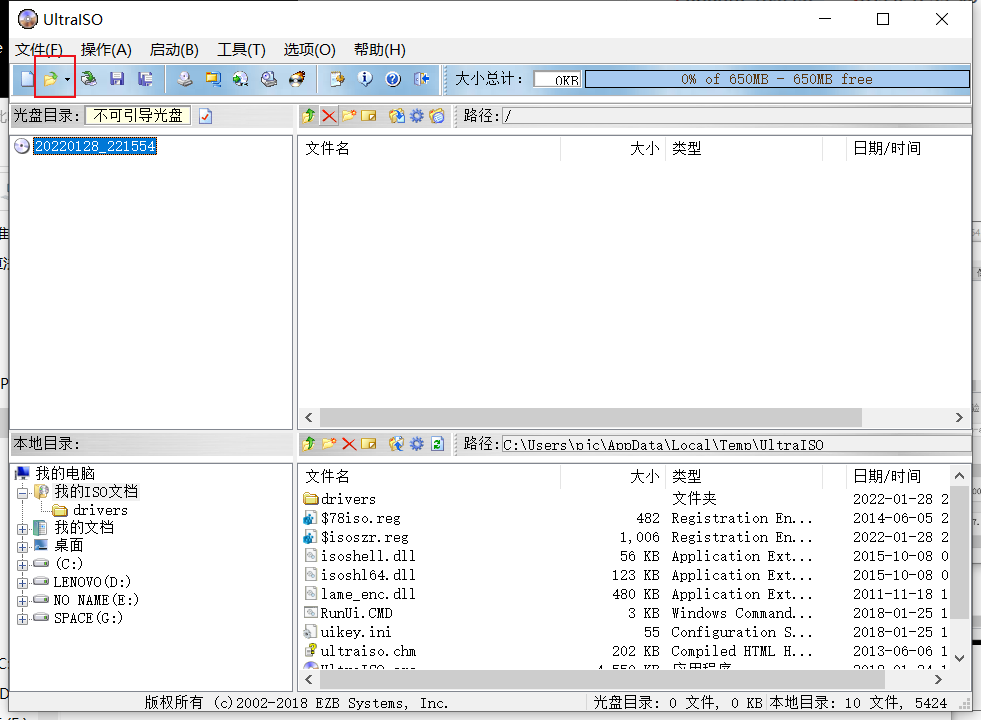 UltraISO
文件(F) 操作(A) 启动(B) 工具(T) 选项(O) 帮助(H)
大小总计： 0KB 0% of 650MB - 650MB free
光盘目录： 不可引导光盘 路径：/
20220128_221554
文件名 大小 类型 日期/时间
本地目录： 路径：C:\Users\pic\AppData\Local\Temp\UltraISO
我的电脑
我的ISO文档
drivers
我的文档
桌面
(C:)
LENOVO(D:)
NO NAME(E:)
SPACE(G:)
文件名 大小 类型 日期/时间
drivers 文件夹 2022-01-28 2
$78iso.reg 482 Registration En... 2014-06-05 2
$isoszr.reg 1,006 Registration En... 2022-01-28 2
isoshell.dll 56 KB Application Ext... 2015-10-08 0
isoshl64.dll 123 KB Application Ext... 2015-10-08 0
lame_enc.dll 480 KB Application Ext... 2011-11-18 1
RunUi.CMD 3 KB Windows Command... 2018-01-25 1
uikey.ini 55 Configuration S... 2018-01-25 1
ultraiso.chm 202 KB Compiled HTML H... 2013-06-06 1
UltraISO.exe 4,550 KB 应用程序 2018-01-24 1
版权所有 (c)2002-2018 EZB Systems, Inc. 光盘目录: 0 文件, 0 KB 本地目录: 10 文件, 5424